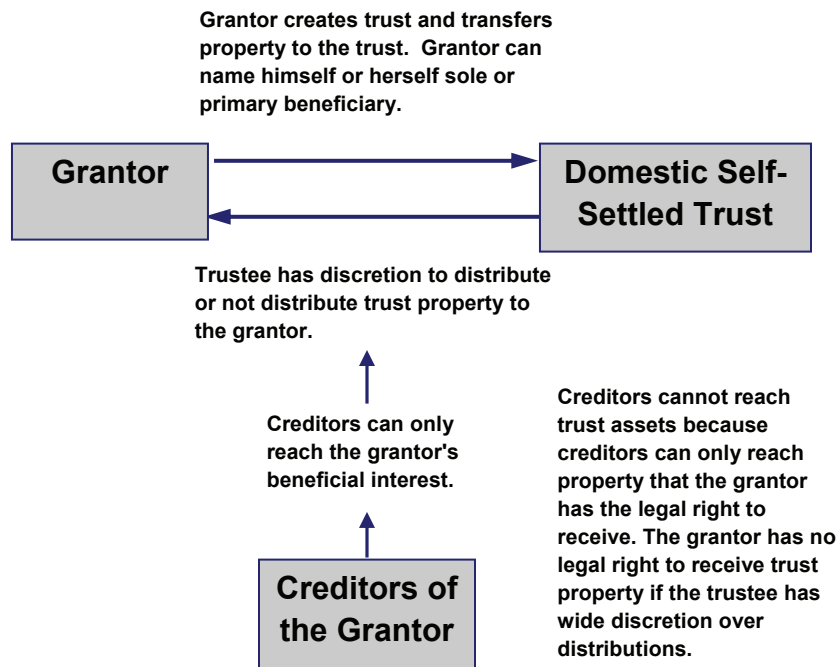 Grantor creates trust and transfers
property to the trust.  Grantor can
name himself or herself sole or
primary beneficiary.
Grantor
Domestic Self-
Settled Trust
Trustee has discretion to distribute
or not distribute trust property to
the grantor.
Creditors can only
reach the grantor's
beneficial interest.
Creditors cannot reach
trust assets because
creditors can only reach
property that the grantor
has the legal right to
receive. The grantor has no
legal right to receive trust
property if the trustee has
wide discretion over
distributions.
Creditors of
the Grantor